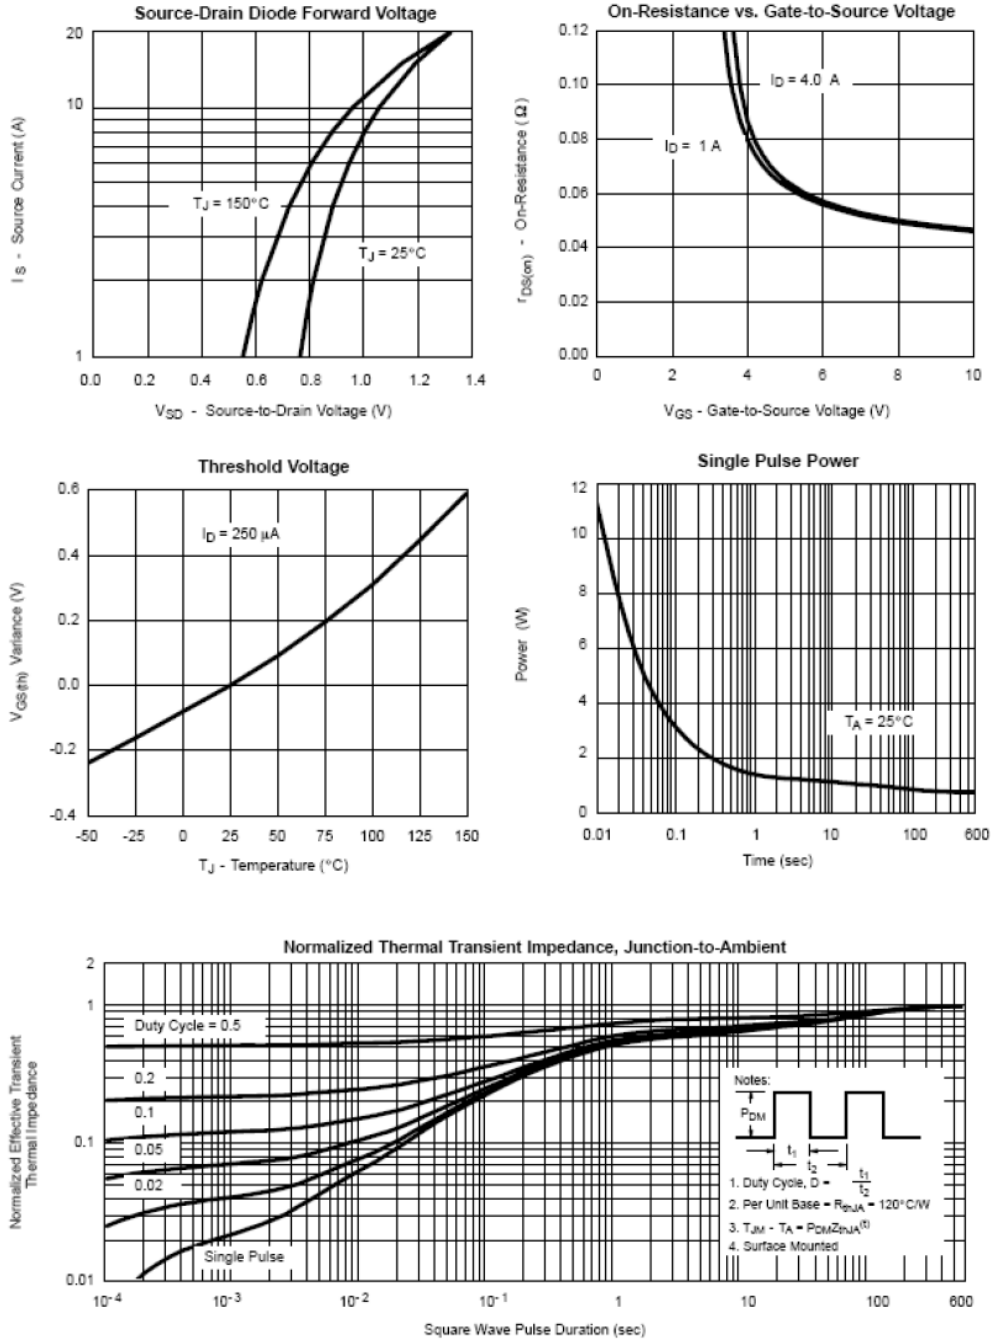 Source-Drain Diode Forward Voltage
20
10
1
I S - Source Current (A)
TJ = 150°C
TJ = 25°C
0.0 0.2 0.4 0.6 0.8 1.0 1.2 1.4
VSD - Source-to-Drain Voltage (V)
On-Resistance vs. Gate-to-Source Voltage
0.12
0.10
0.08
0.06
0.04
0.02
0.00
rDS(on) - On-Resistance (Ω)
ID = 4.0 A
ID = 1 A
0 2 4 6 8 10
VGS - Gate-to-Source Voltage (V)
Threshold Voltage
0.6
0.4
0.2
0.0
-0.2
-0.4
VGS(th) Variance (V)
ID = 250 µA
-50 -25 0 25 50 75 100 125 150
TJ - Temperature (°C)
Single Pulse Power
12
10
8
6
4
2
0
Power (W)
TA = 25°C
0.01 0.1 1 10 100 600
Time (sec)
Normalized Thermal Transient Impedance, Junction-to-Ambient
2
1
0.1
0.01
Normalized Effective Transient
Thermal Impedance
Duty Cycle = 0.5
0.2
0.1
0.05
0.02
Single Pulse
Notes:
PDM
t1
t2
1. Duty Cycle, D = t1/t2
2. Per Unit Base = RthJA = 120°C/W
3. TJM - TA = PDMZthJA(t)
4. Surface Mounted
10-4 10-3 10-2 10-1 1 10 100 600
Square Wave Pulse Duration (sec)